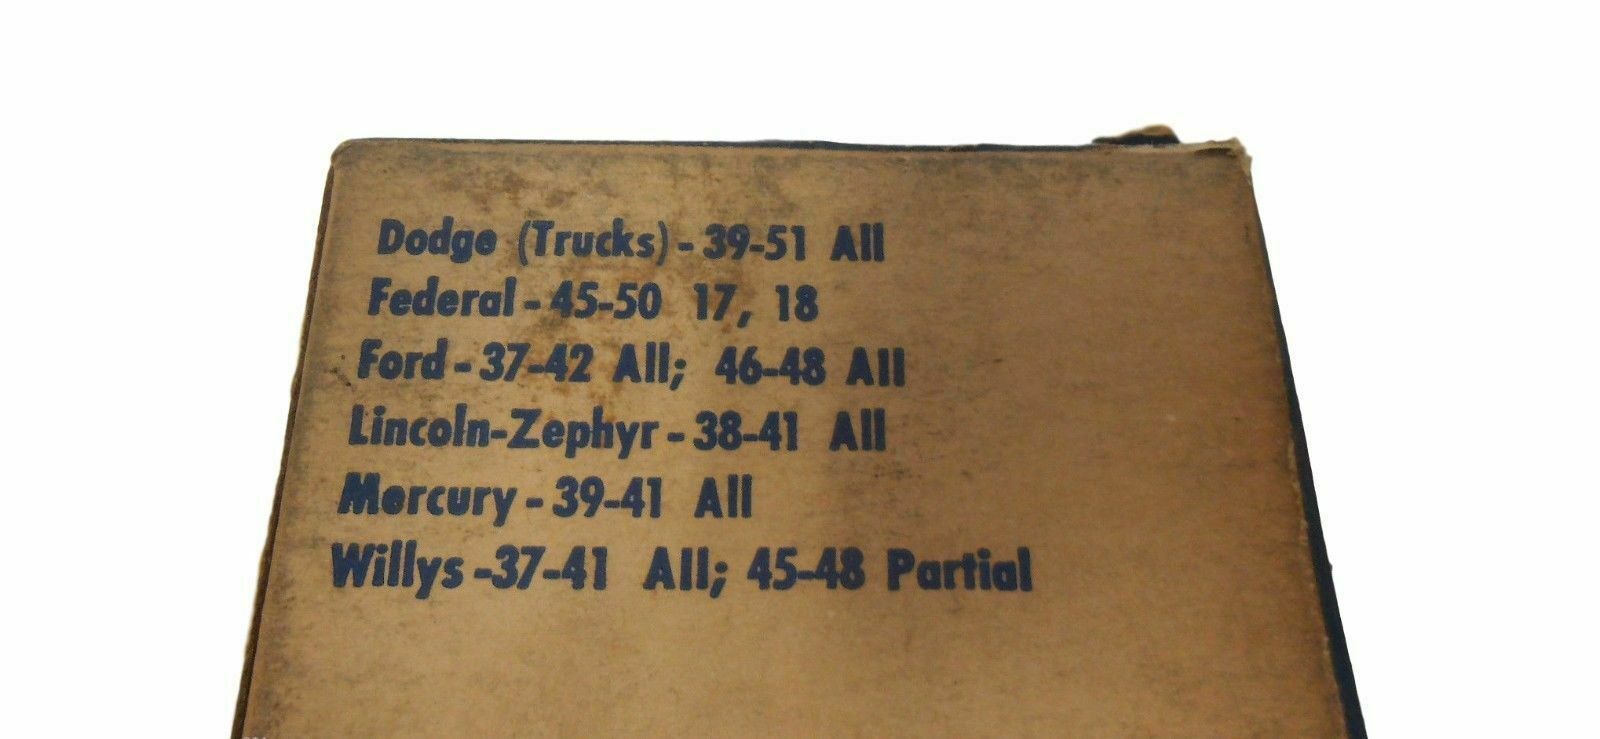 Dodge (Trucks) - 39-51 All
Federal - 45-50 17, 18
Ford - 37-42 All; 46-48 All
Lincoln-Zephyr - 38-41 All
Mercury - 39-41 All
Willys -37-41 All; 45-48 Partial